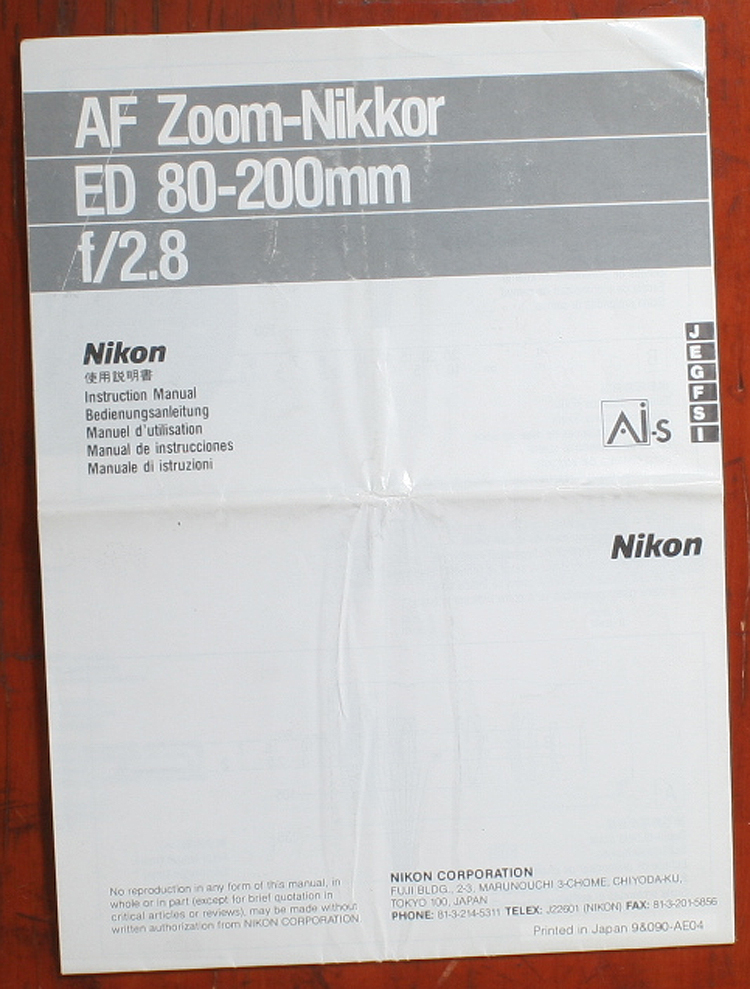 AF Zoom-Nikkor
ED 80-200mm
f/2.8
Nikon
使用説明書
Instruction Manual
Bedienungsanleitung
Manuel d'utilisation
Manual de instrucciones
Manuale di istruzioni
J
E
G
F
S
I
Ai-S
Nikon
No reproduction in any form of this manual, in
whole or in part (except for brief quotation in
critical articles or reviews), may be made without
written authorization from NIKON CORPORATION.
NIKON CORPORATION
FUJI BLDG., 2-3, MARUNOUCHI 3-CHOME, CHIYODA-KU,
TOKYO 100, JAPAN
PHONE: 81-3-214-5311 TELEX: J22601 (NIKON) FAX: 81-3-201-5856
Printed in Japan 9&090-AE04